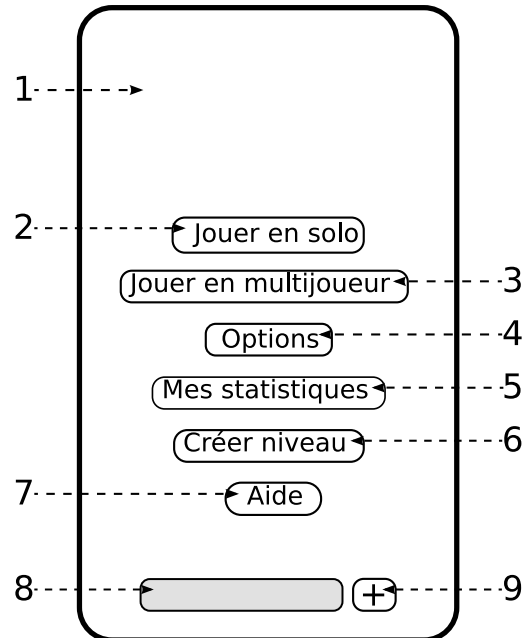 1
2 Jouer en solo
Jouer en multijoueur 3
Options 4
Mes statistiques 5
Créer niveau 6
7 Aide
8 + 9